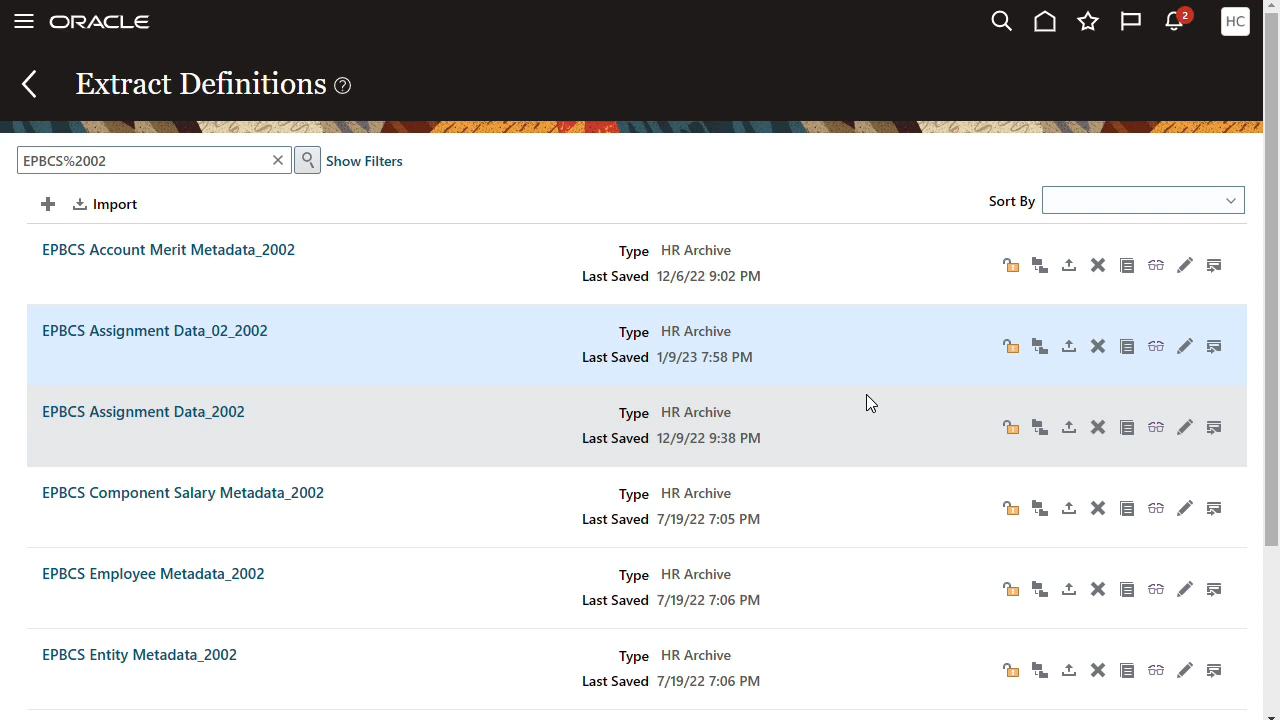 ORACLE
2
HC
Extract Definitions ?
EPBCS%2002
Show Filters
Import
Sort By
EPBCS Account Merit Metadata_2002
Type HR Archive
Last Saved 12/6/22 9:02 PM
EPBCS Assignment Data_02_2002
Type HR Archive
Last Saved 1/9/23 7:58 PM
EPBCS Assignment Data_2002
Type HR Archive
Last Saved 12/9/22 9:38 PM
EPBCS Component Salary Metadata_2002
Type HR Archive
Last Saved 7/19/22 7:05 PM
EPBCS Employee Metadata_2002
Type HR Archive
Last Saved 7/19/22 7:06 PM
EPBCS Entity Metadata_2002
Type HR Archive
Last Saved 7/19/22 7:06 PM